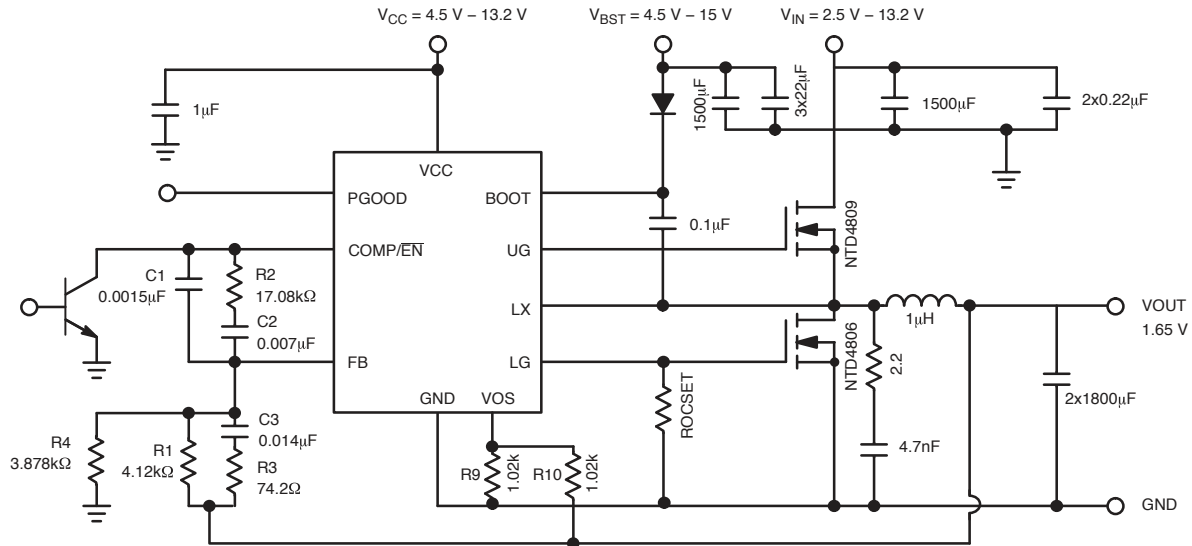 VCC = 4.5 V – 13.2 V
VBST = 4.5 V – 15 V
VIN = 2.5 V – 13.2 V
1μF
1500μF
3x22μF
1500μF
2x0.22μF
VCC
PGOOD
BOOT
0.1μF
NTD4809
COMP/EN
UG
C1
0.0015μF
R2
17.08kΩ
C2
0.007μF
LX
1μH
VOUT
1.65 V
FB
LG
NTD4806
2.2
2x1800μF
GND
VOS
ROCSET
C3
0.014μF
4.7nF
R4
3.878kΩ
R1
4.12kΩ
R3
74.2Ω
R9
1.02k
R10
1.02k
GND